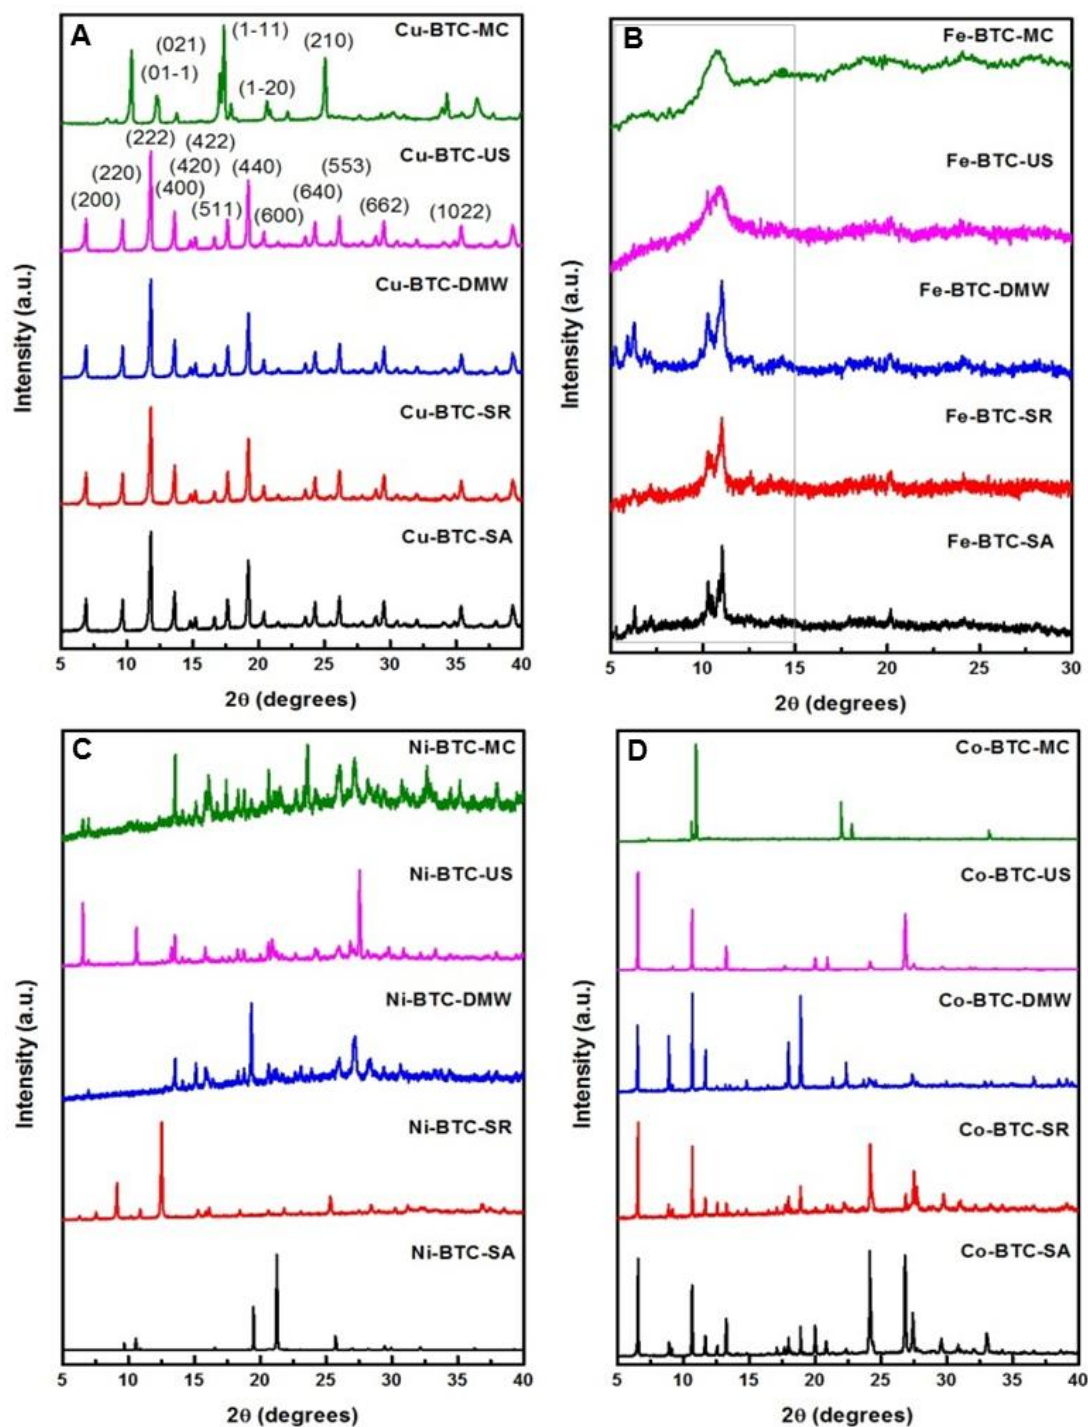 A
Cu-BTC-MC
(021)
(1-11)
(210)
(01-1)
(1-20)
(222)
(422)
Cu-BTC-US
(220)
(420)
(440)
(553)
(200)
(400)
(511)
(600)
(640)
(662)
(1022)
Cu-BTC-DMW
Cu-BTC-SR
Cu-BTC-SA
Intensity (a.u.)
5 10 15 20 25 30 35 40
2θ (degrees)
B
Fe-BTC-MC
Fe-BTC-US
Fe-BTC-DMW
Fe-BTC-SR
Fe-BTC-SA
Intensity (a.u.)
5 10 15 20 25 30
2θ (degrees)
C
Ni-BTC-MC
Ni-BTC-US
Ni-BTC-DMW
Ni-BTC-SR
Ni-BTC-SA
Intensity (a.u.)
5 10 15 20 25 30 35 40
2θ (degrees)
D
Co-BTC-MC
Co-BTC-US
Co-BTC-DMW
Co-BTC-SR
Co-BTC-SA
Intensity (a.u.)
5 10 15 20 25 30 35 40
2θ (degrees)